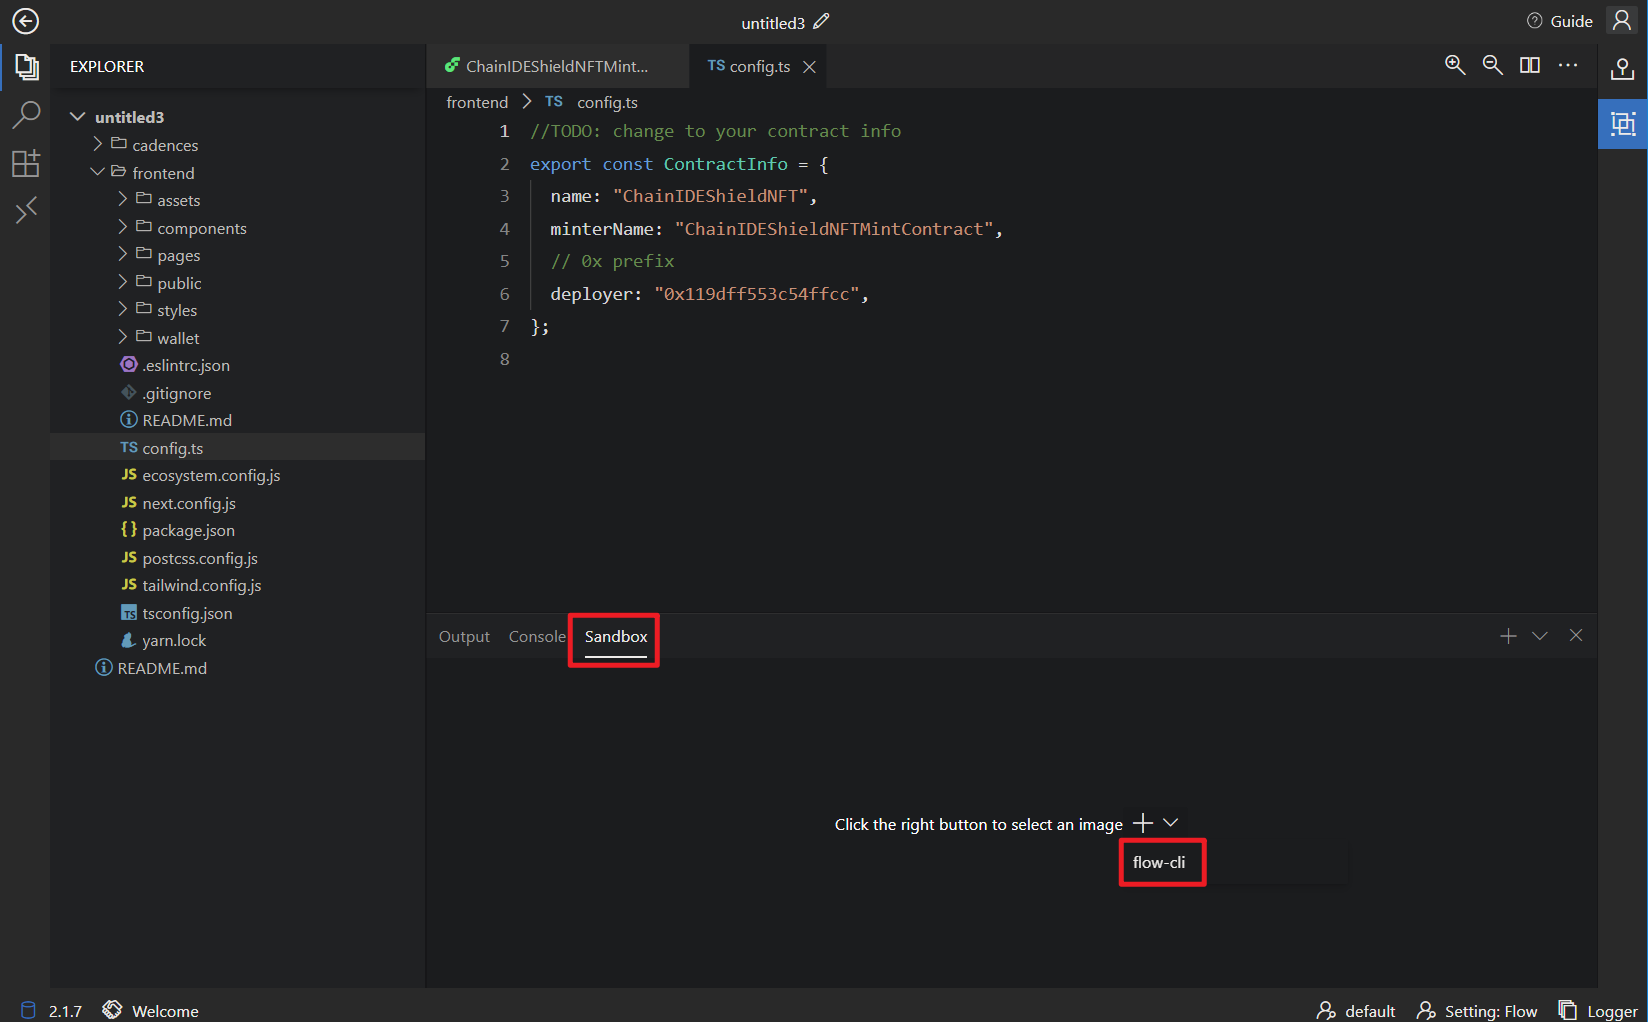 untitled3
Guide
EXPLORER
untitled3
cadences
frontend
assets
components
pages
public
styles
wallet
.eslintrc.json
.gitignore
README.md
TS config.ts
JS ecosystem.config.js
JS next.config.js
{} package.json
JS postcss.config.js
JS tailwind.config.js
TS tsconfig.json
yarn.lock
README.md
ChainIDEShieldNFTMint...
TS config.ts
frontend > TS config.ts
1 //TODO: change to your contract info
2 export const ContractInfo = {
3 name: "ChainIDEShieldNFT",
4 minterName: "ChainIDEShieldNFTMintContract",
5 // 0x prefix
6 deployer: "0x119dff553c54ffcc",
7 };
8
Output Console Sandbox
Click the right button to select an image
flow-cli
2.1.7 Welcome
default Setting: Flow Logger